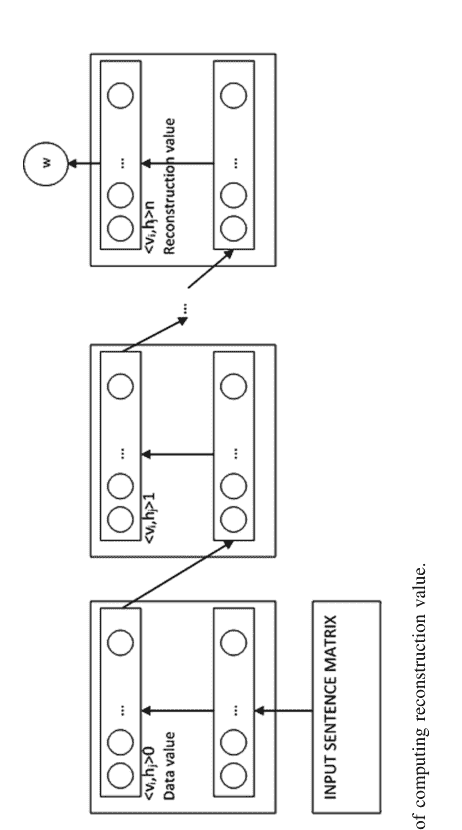 w
...
...
...
...
...
...
...
<vᵢ,hⱼ>0
Data value
<vᵢ,hⱼ>1
<vᵢ,hⱼ>n
Reconstruction value
INPUT SENTENCE MATRIX
of computing reconstruction value.